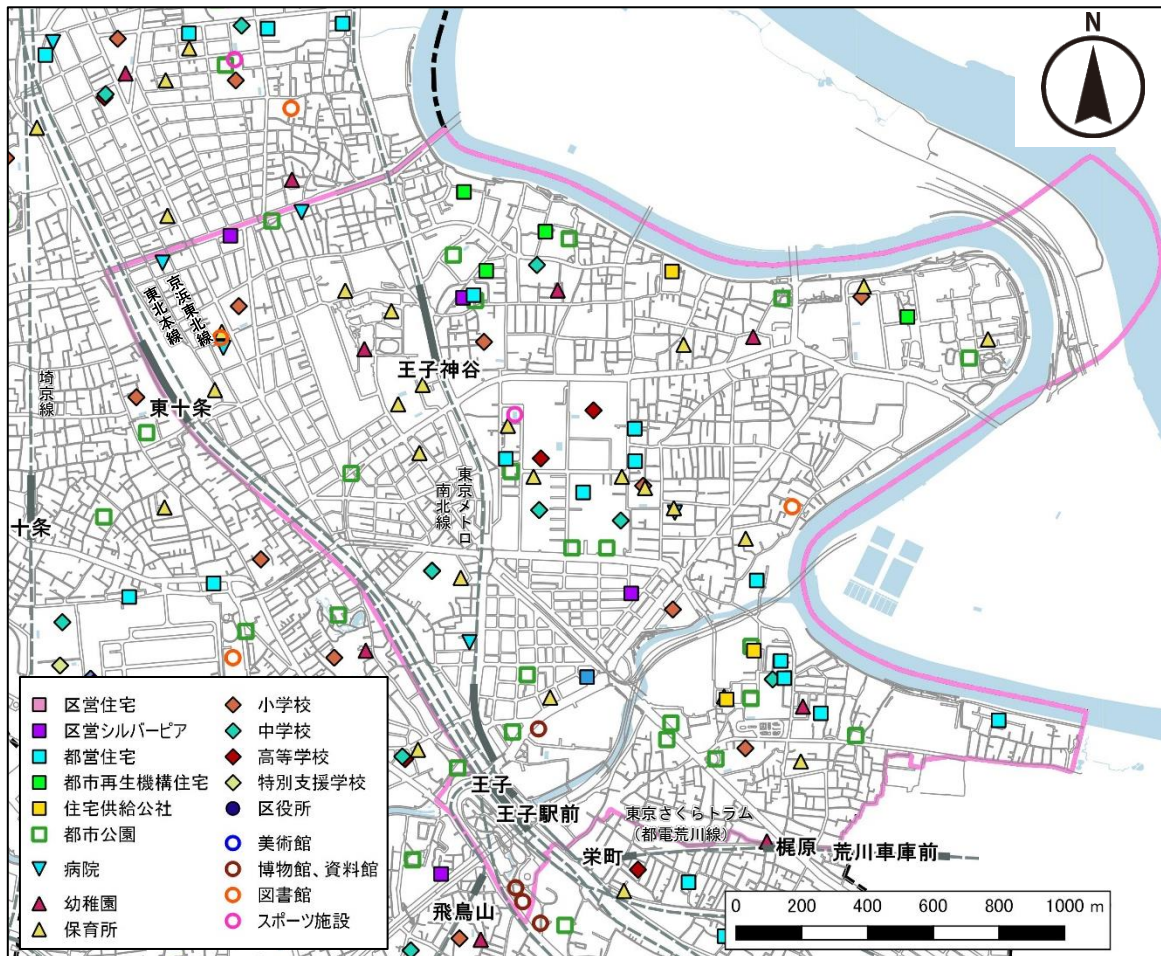 N
京浜東北線
東北本線
埼京線
東十条
十条
王子神谷
東京メトロ
南北線
王子
王子駅前
東京さくらトラム
(都電荒川線)
栄町
梶原
荒川車庫前
飛鳥山
区営住宅
区営シルバーピア
都営住宅
都市再生機構住宅
住宅供給公社
都市公園
病院
幼稚園
保育所
小学校
中学校
高等学校
特別支援学校
区役所
美術館
博物館、資料館
図書館
スポーツ施設
0 200 400 600 800 1000 m